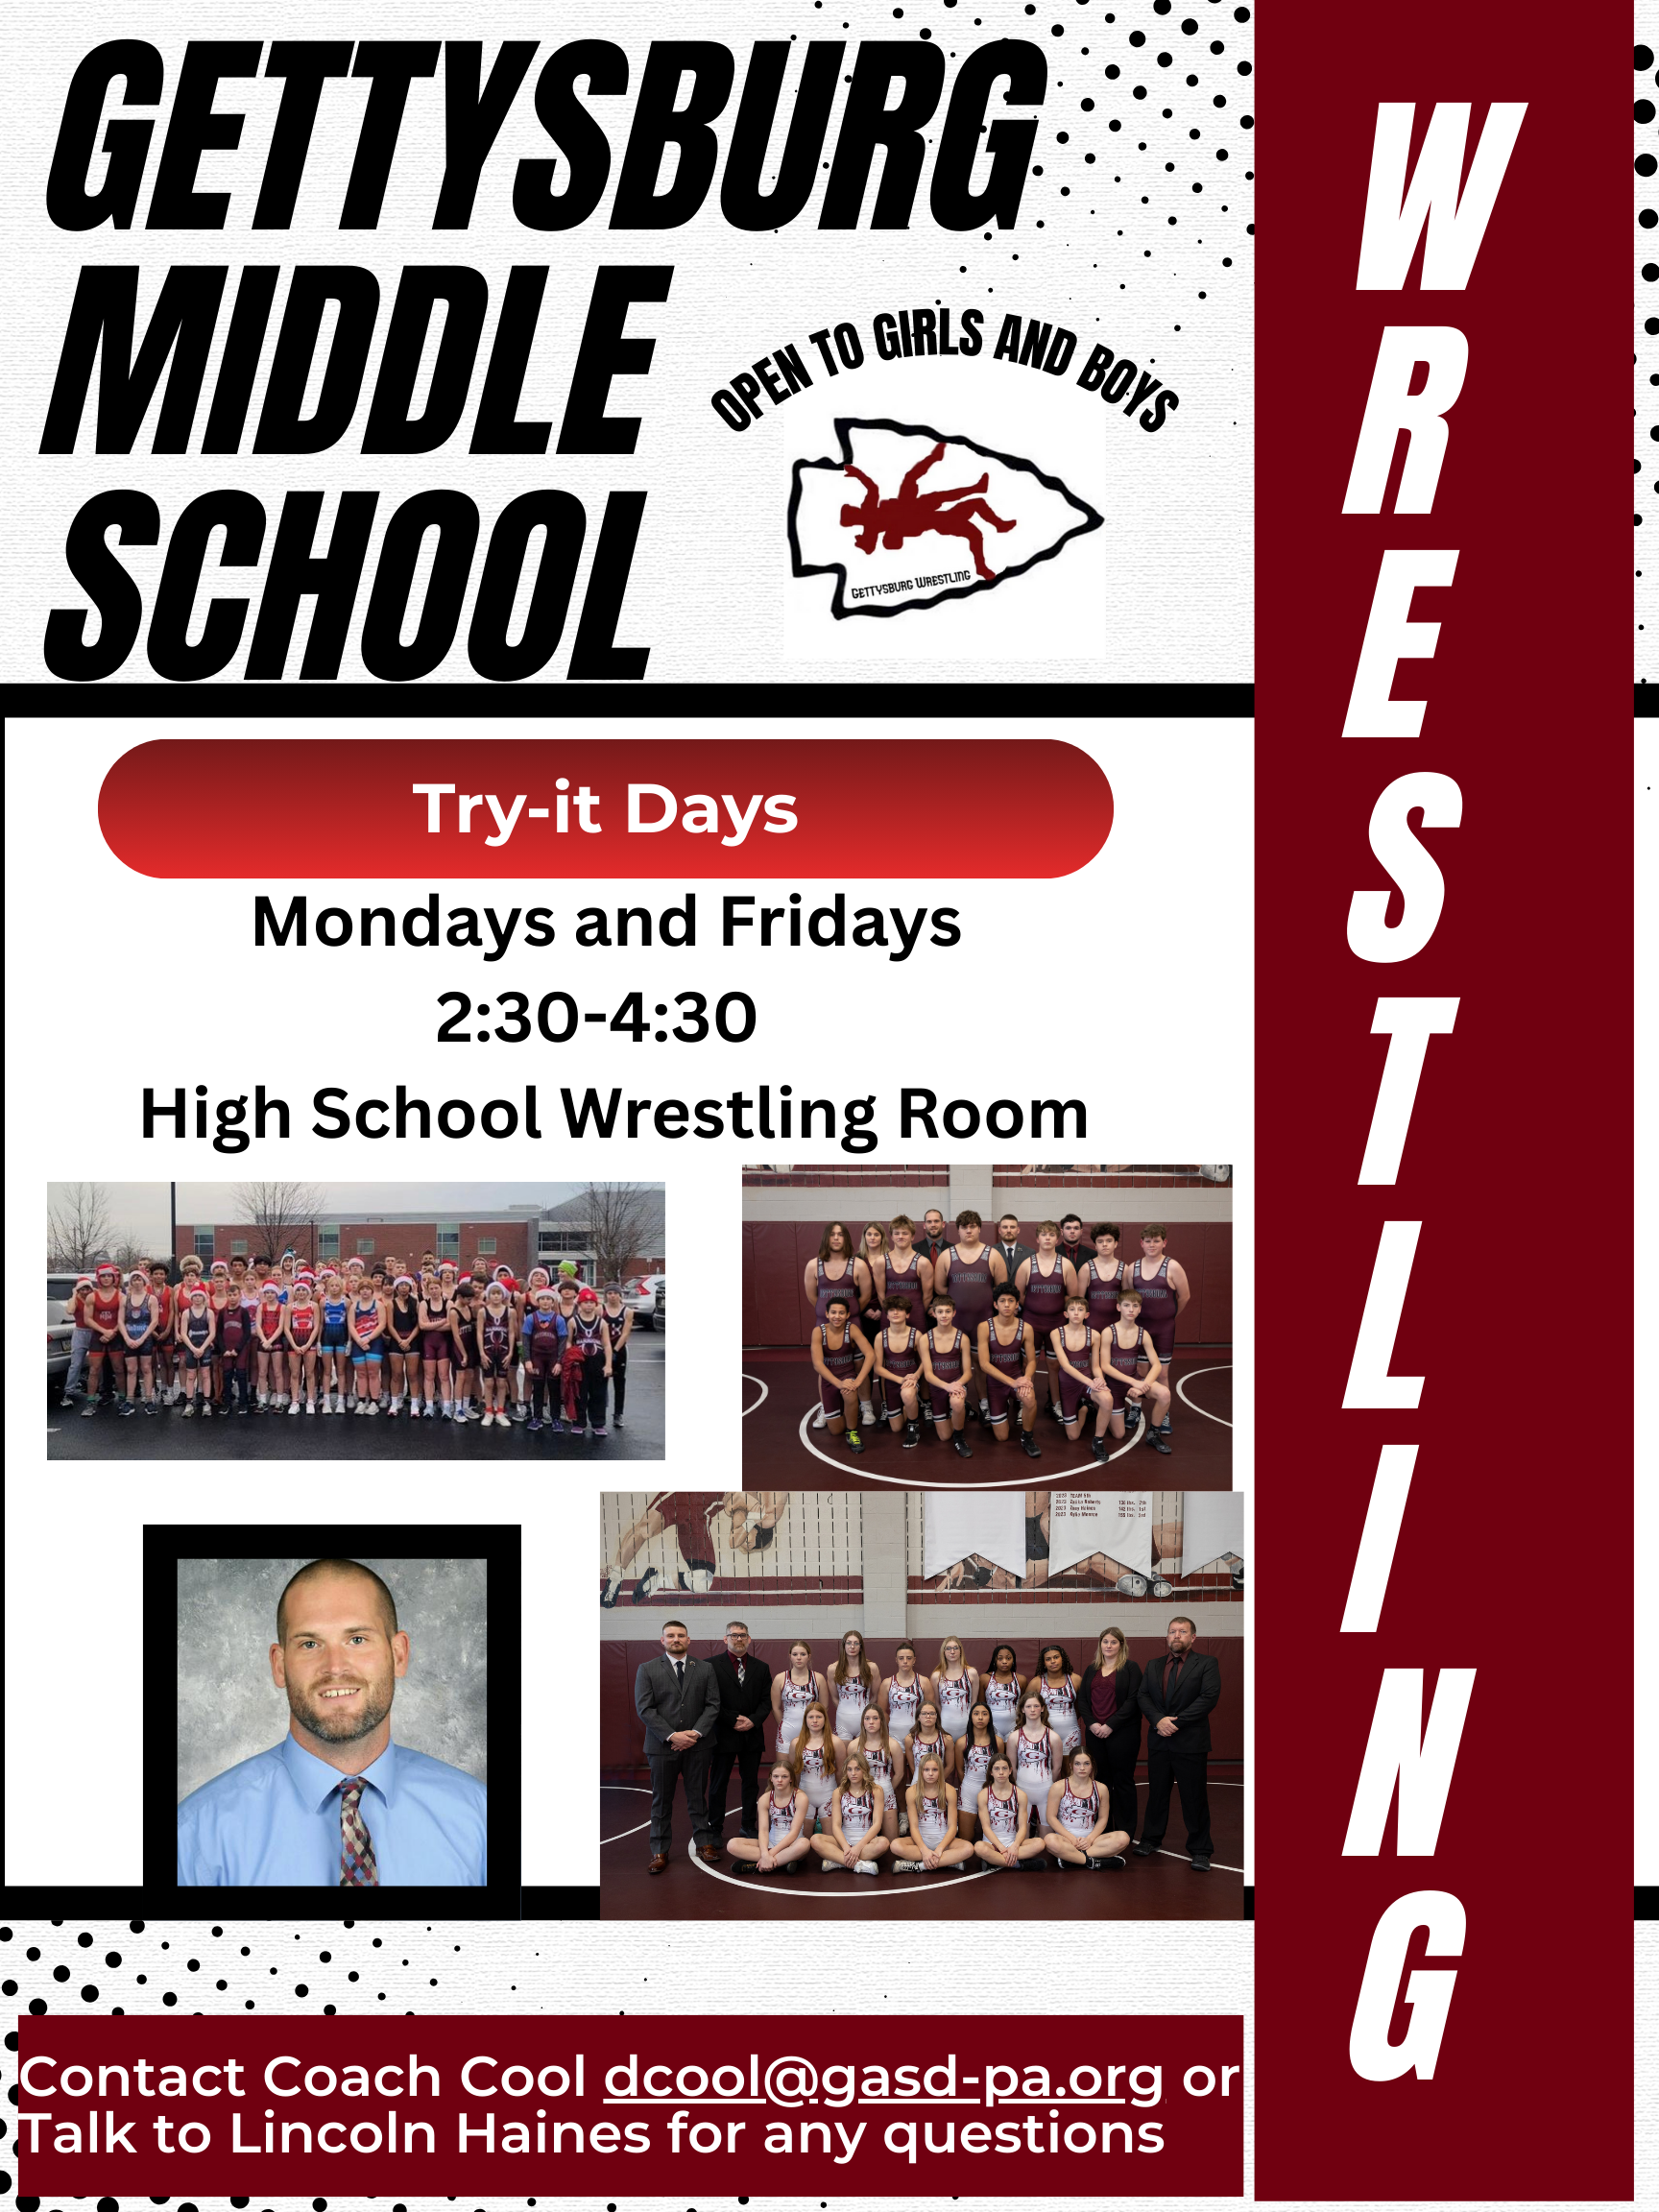 GETTYSBURG
MIDDLE
SCHOOL
WRESTLING
OPEN TO GIRLS AND BOYS
GETTYSBURG WRESTLING
Try-it Days
Mondays and Fridays
2:30-4:30
High School Wrestling Room
Contact Coach Cool dcool@gasd-pa.org or
Talk to Lincoln Haines for any questions